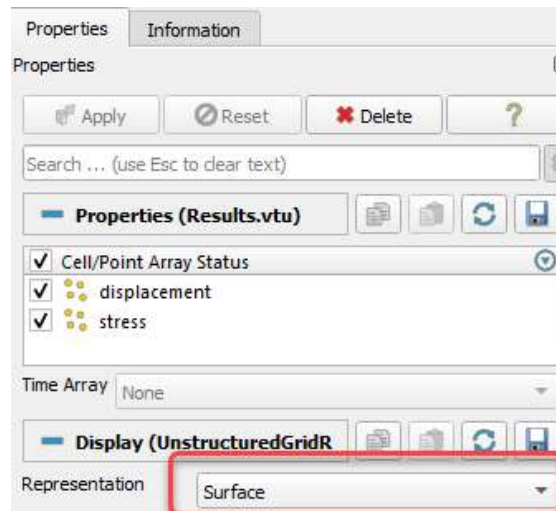 Properties Information
Properties
Apply Reset Delete ?
Search ... (use Esc to clear text)
Properties (Results.vtu)
Cell/Point Array Status
displacement
stress
Time Array None
Display (UnstructuredGridR
Representation Surface